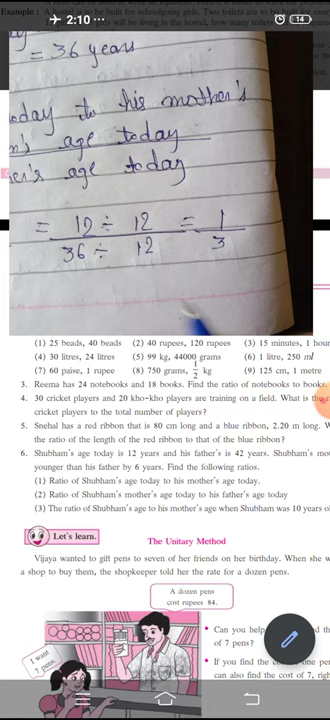 2:10
14
Example : A hostel is to be built for schoolgoing girls. Two toilets are to be built for
will be living in the hostel, how many
= 36 years
today to his mother's
age today
age today
= 12 ÷ 12 = 1
36 ÷ 12 3
(1) 25 beads, 40 beads (2) 40 rupees, 120 rupees (3) 15 minutes, 1 hour
(4) 30 litres, 24 litres (5) 99 kg, 44000 grams (6) 1 litre, 250 ml
(7) 60 paise, 1 rupee (8) 750 grams, 1/2 kg (9) 125 cm, 1 metre
3. Reema has 24 notebooks and 18 books. Find the ratio of notebooks to books.
4. 30 cricket players and 20 kho-kho players are training on a field. What is the
cricket players to the total number of players?
5. Snehal has a red ribbon that is 80 cm long and a blue ribbon, 2.20 m long.
the ratio of the length of the red ribbon to that of the blue ribbon?
6. Shubham's age today is 12 years and his father's is 42 years. Shubham's
younger than his father by 6 years. Find the following ratios.
(1) Ratio of Shubham's age today to his mother's age today.
(2) Ratio of Shubham's mother's age today to his father's age today
(3) The ratio of Shubham's age to his mother's age when Shubham was 10 years
Let's learn.
The Unitary Method
Vijaya wanted to gift pens to seven of her friends on her birthday. When she
a shop to buy them, the shopkeeper told her the rate for a dozen pens.
A dozen pens
cost rupees 84.
I want
7 pens.
• Can you help
of 7 pens?
• If you find the
can also find the cost of 7,